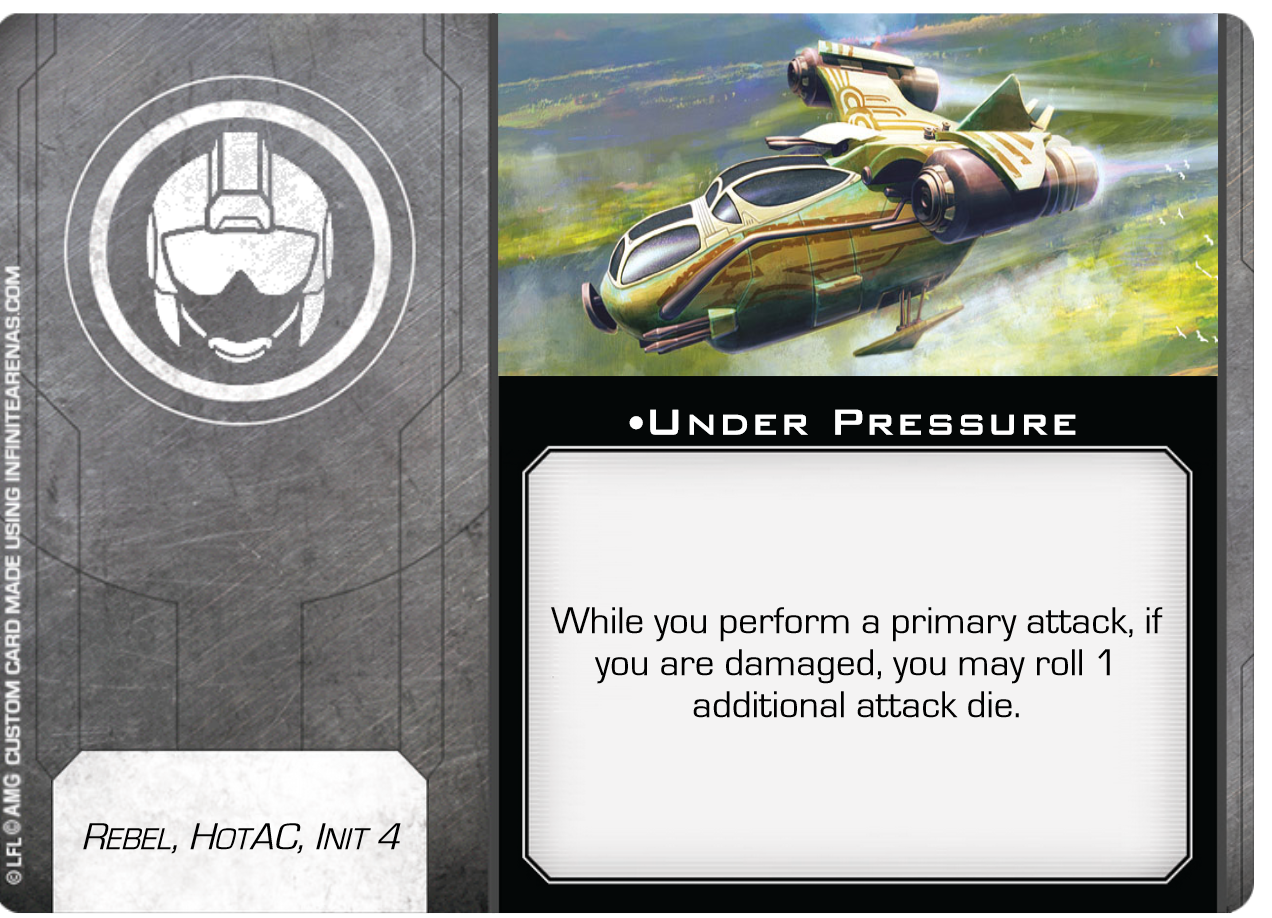 •Under Pressure
While you perform a primary attack, if
you are damaged, you may roll 1
additional attack die.
Rebel, HotAC, Init 4
©LFL ©AMG CUSTOM CARD MADE USING INFINITEARENAS.COM